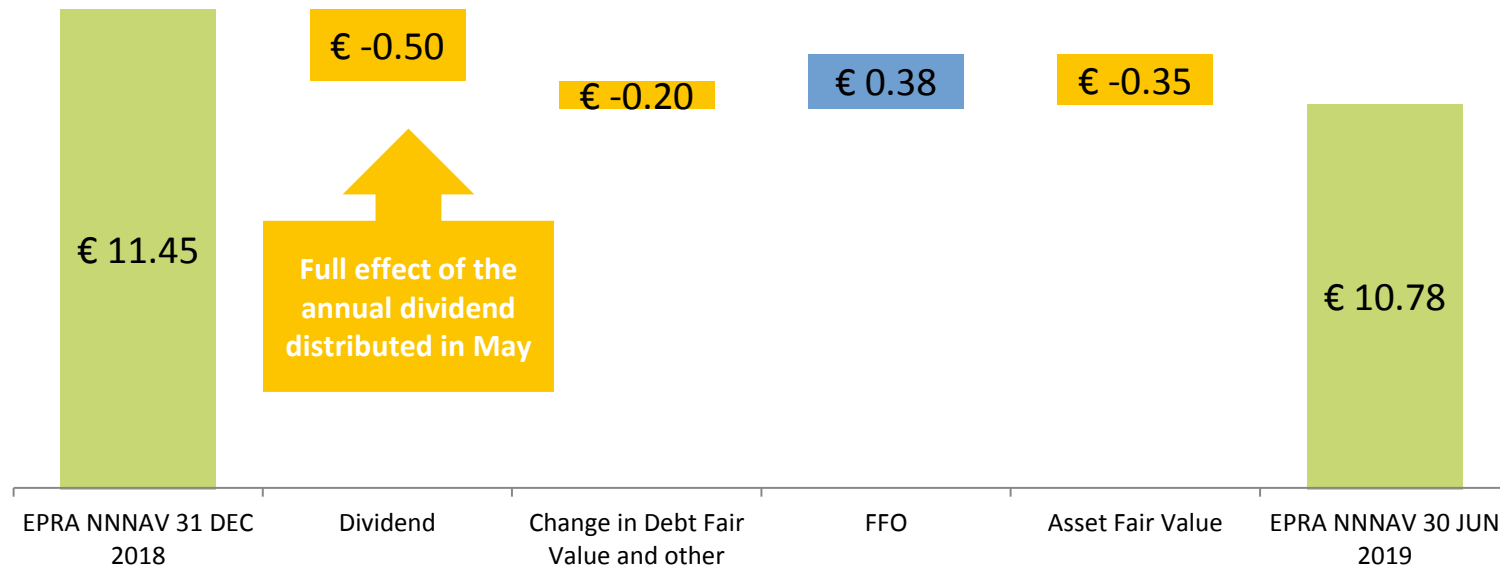 € 11.45
€ -0.50
€ -0.20
€ 0.38
€ -0.35
€ 10.78
Full effect of the
annual dividend
distributed in May
EPRA NNNAV 31 DEC
2018
Dividend
Change in Debt Fair
Value and other
FFO
Asset Fair Value
EPRA NNNAV 30 JUN
2019